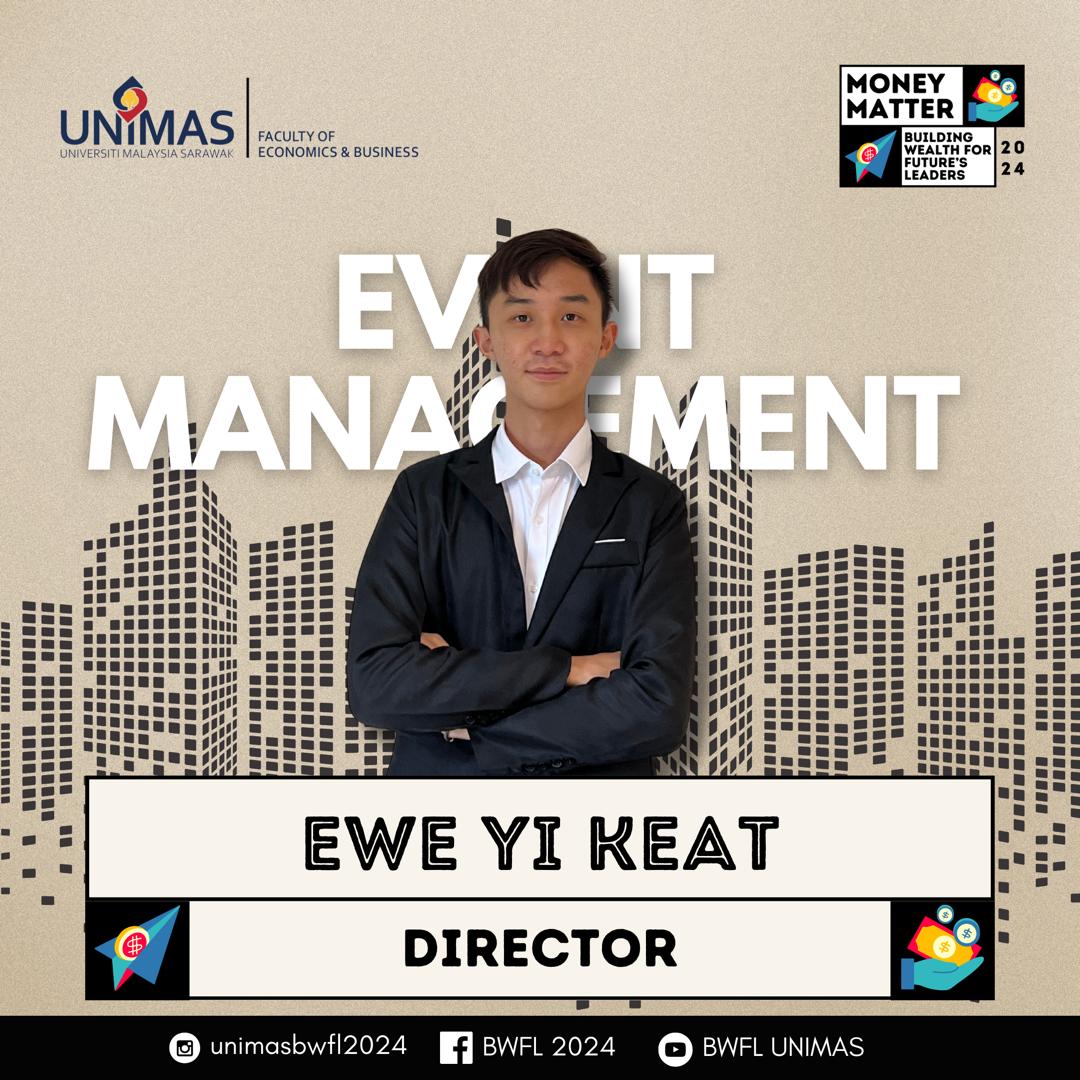 UNIMAS
UNIVERSITI MALAYSIA SARAWAK
FACULTY OF
ECONOMICS & BUSINESS
MONEY
MATTER
BUILDING
WEALTH FOR
FUTURE'S
LEADERS
20
24
EVENT
MANAGEMENT
EWE YI KEAT
DIRECTOR
unimasbwfl2024
BWFL 2024
BWFL UNIMAS